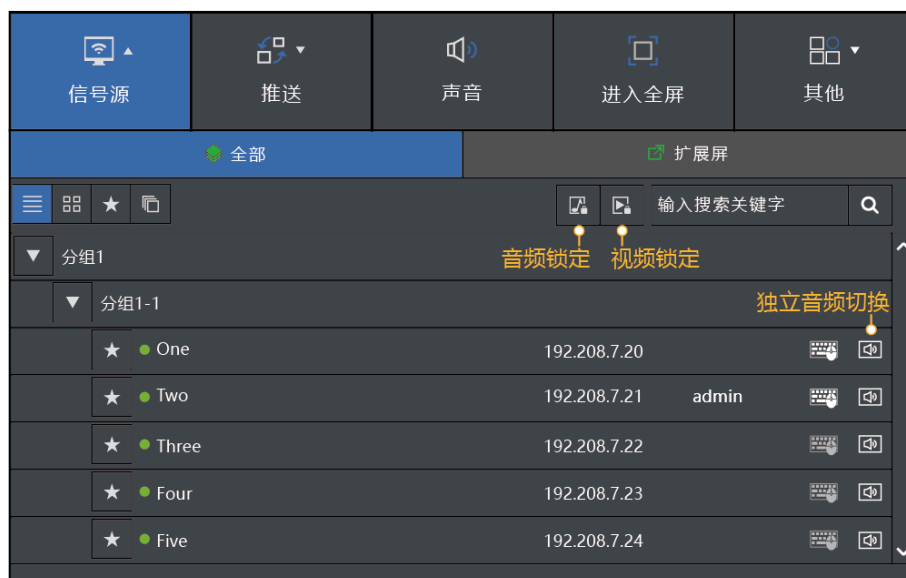 信号源 推送 声音 进入全屏 其他
全部 扩展屏
输入搜索关键字
分组1 音频锁定 视频锁定
分组1-1 独立音频切换
One 192.208.7.20
Two 192.208.7.21 admin
Three 192.208.7.22
Four 192.208.7.23
Five 192.208.7.24